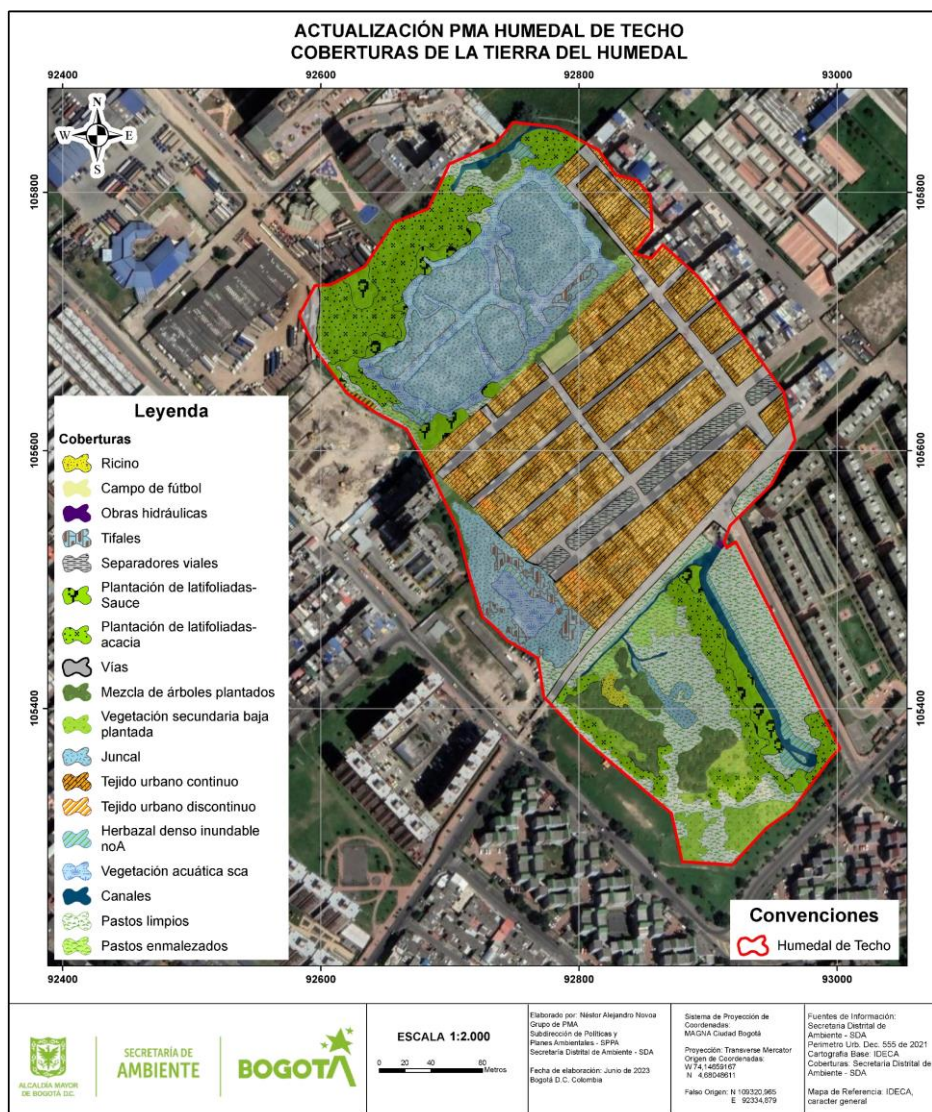 ACTUALIZACIÓN PMA HUMEDAL DE TECHO
COBERTURAS DE LA TIERRA DEL HUMEDAL
92400
92600
92800
93000
N
W
E
S
105800
105800
105600
105600
105400
105400
Leyenda
Coberturas
Ricino
Campo de fútbol
Obras hidráulicas
Tifales
Separadores viales
Plantación de latifoliadas-
Sauce
Plantación de latifoliadas-
acacia
Vías
Mezcla de árboles plantados
Vegetación secundaria baja
plantada
Juncal
Tejido urbano continuo
Tejido urbano discontinuo
Herbazal denso inundable
noA
Vegetación acuática sca
Canales
Pastos limpios
Pastos enmalezados
Convenciones
Humedal de Techo
92400
92600
92800
93000
ALCALDÍA MAYOR
DE BOGOTÁ D.C.
SECRETARÍA DE
AMBIENTE
BOGOTÁ
ESCALA 1:2.000
0
20
40
80
Metros
Elaborado por: Néstor Alejandro Novoa
Grupo de PMA
Subdirección de Políticas y
Planes Ambientales - SPPA
Secretaría Distrital de Ambiente - SDA
Fecha de elaboración: Junio de 2023
Bogotá D.C. Colombia
Sistema de Proyección de
Coordenadas:
MAGNA Ciudad Bogotá
Proyección: Transverse Mercator
Origen de Coordenadas:
W 74,14659167
N 4,68048611
Falso Origen: N 109320,965
E 92334,879
Fuentes de Información:
Secretaria Distrital de
Ambiente - SDA
Perimetro Urb. Dec. 555 de 2021
Cartografía Base: IDECA
Coberturas: Secretaría Distrital de
Ambiente - SDA
Mapa de Referencia: IDECA,
caracter general